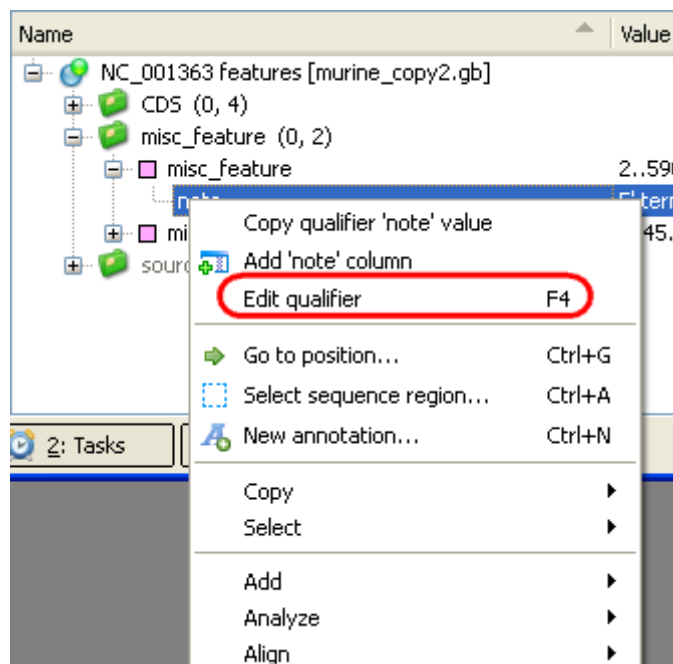 Name Value
NC_001363 features [murine_copy2.gb]
CDS (0, 4)
misc_feature (0, 2)
misc_feature 2..590
Copy qualifier 'note' value
Add 'note' column
Edit qualifier F4
Go to position... Ctrl+G
Select sequence region... Ctrl+A
New annotation... Ctrl+N
2: Tasks
Copy
Select
Add
Analyze
Align